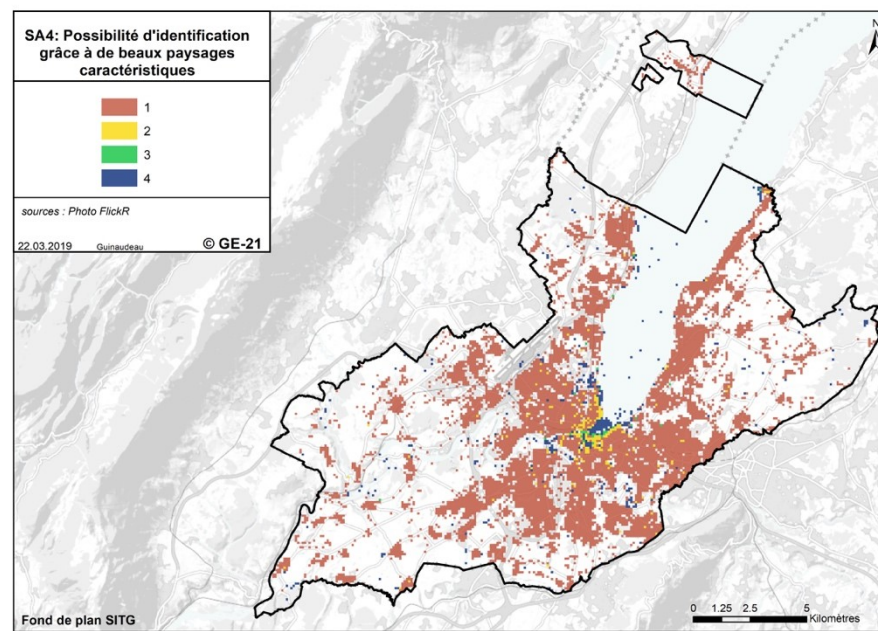 SA4: Possibilité d'identification
grâce à de beaux paysages
caractéristiques
1
2
3
4
sources : Photo FlickR
22.03.2019 Guinaudeau © GE-21
N
Fond de plan SITG
0 1.25 2.5 5
Kilomètres